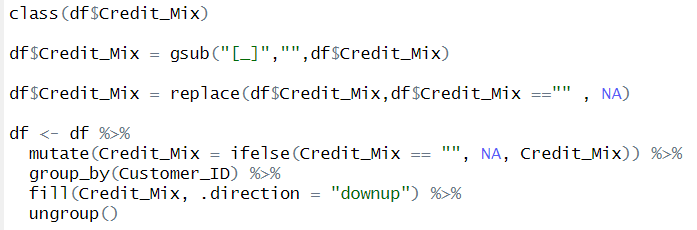 class(df$Credit_Mix)
df$Credit_Mix = gsub("[_]","",df$Credit_Mix)
df$Credit_Mix = replace(df$Credit_Mix,df$Credit_Mix =="" , NA)
df <- df %>%
  mutate(Credit_Mix = ifelse(Credit_Mix == "", NA, Credit_Mix)) %>%
  group_by(Customer_ID) %>%
  fill(Credit_Mix, .direction = "downup") %>%
  ungroup()